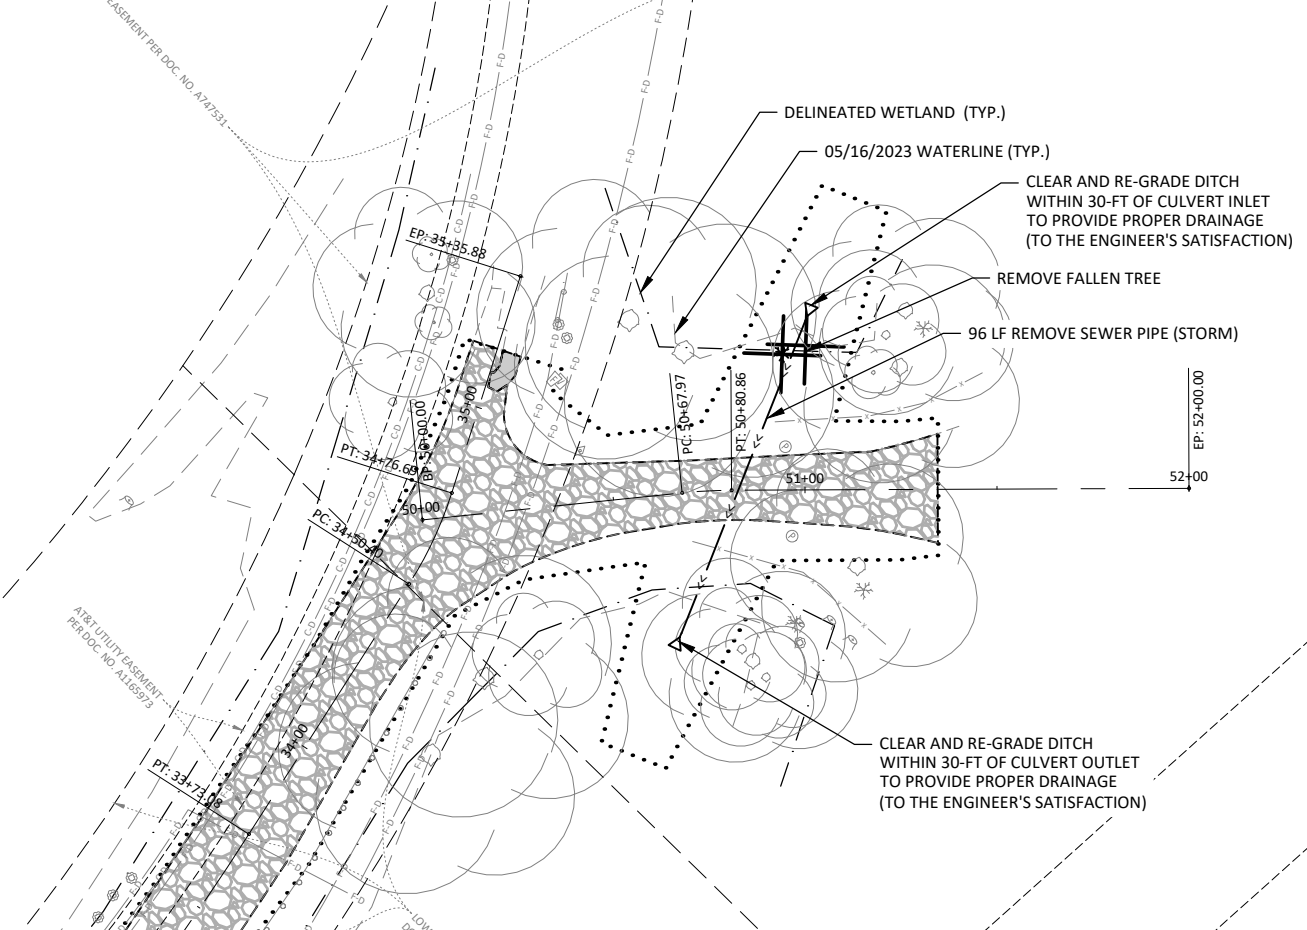 EASEMENT PER DOC. NO. A747531
DELINEATED WETLAND (TYP.)
05/16/2023 WATERLINE (TYP.)
CLEAR AND RE-GRADE DITCH
WITHIN 30-FT OF CULVERT INLET
TO PROVIDE PROPER DRAINAGE
(TO THE ENGINEER'S SATISFACTION)
REMOVE FALLEN TREE
96 LF REMOVE SEWER PIPE (STORM)
EP: 35+35.88
35+00
PT: 34+76.69
50+00
PC: 50+67.97
PT: 50+80.86
51+00
EP: 52+00.00
52+00
PC: 34+50.40
AT&T UTILITY EASEMENT
PER DOC. NO. A1165973
34+00
PT: 33+73.08
CLEAR AND RE-GRADE DITCH
WITHIN 30-FT OF CULVERT OUTLET
TO PROVIDE PROPER DRAINAGE
(TO THE ENGINEER'S SATISFACTION)
F-D
F-D
F-D
F-D
F-D
C-D
C-D
C-D